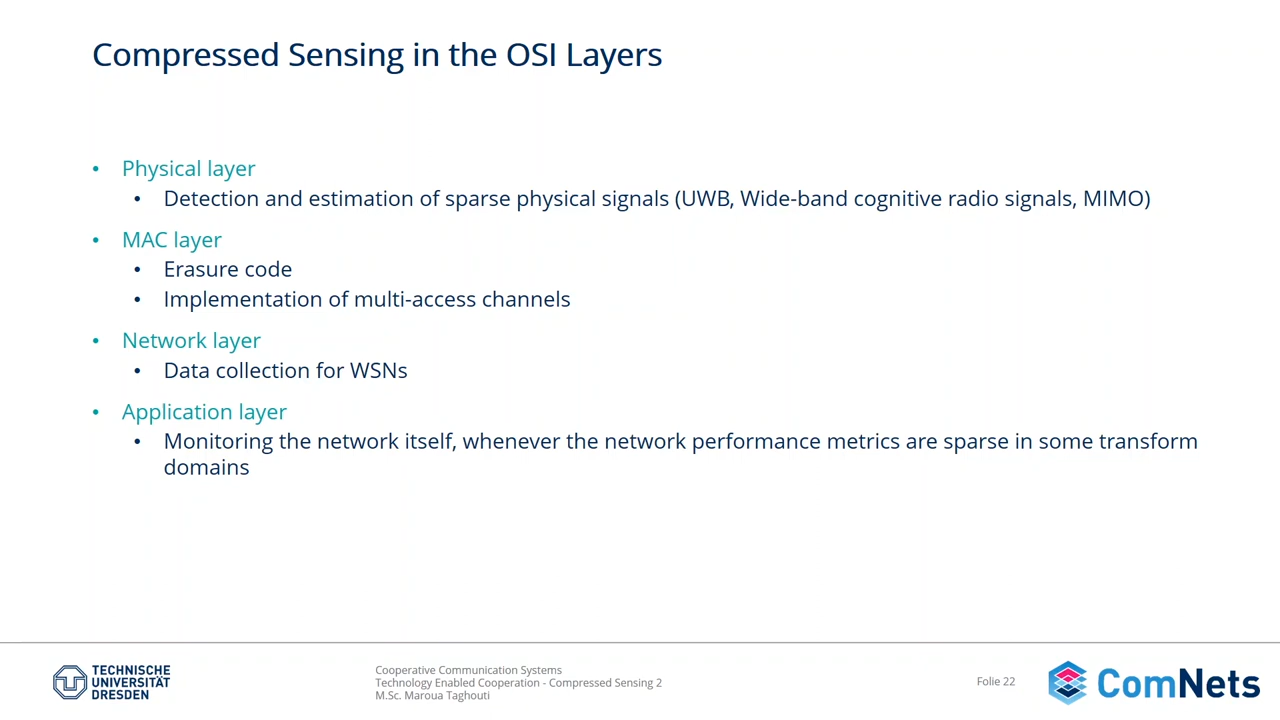 Compressed Sensing in the OSI Layers
• Physical layer
• Detection and estimation of sparse physical signals (UWB, Wide-band cognitive radio signals, MIMO)
• MAC layer
• Erasure code
• Implementation of multi-access channels
• Network layer
• Data collection for WSNs
• Application layer
• Monitoring the network itself, whenever the network performance metrics are sparse in some transform
domains
TECHNISCHE
UNIVERSITÄT
DRESDEN
Cooperative Communication Systems
Technology Enabled Cooperation - Compressed Sensing 2
M.Sc. Maroua Taghouti
Folie 22
ComNets